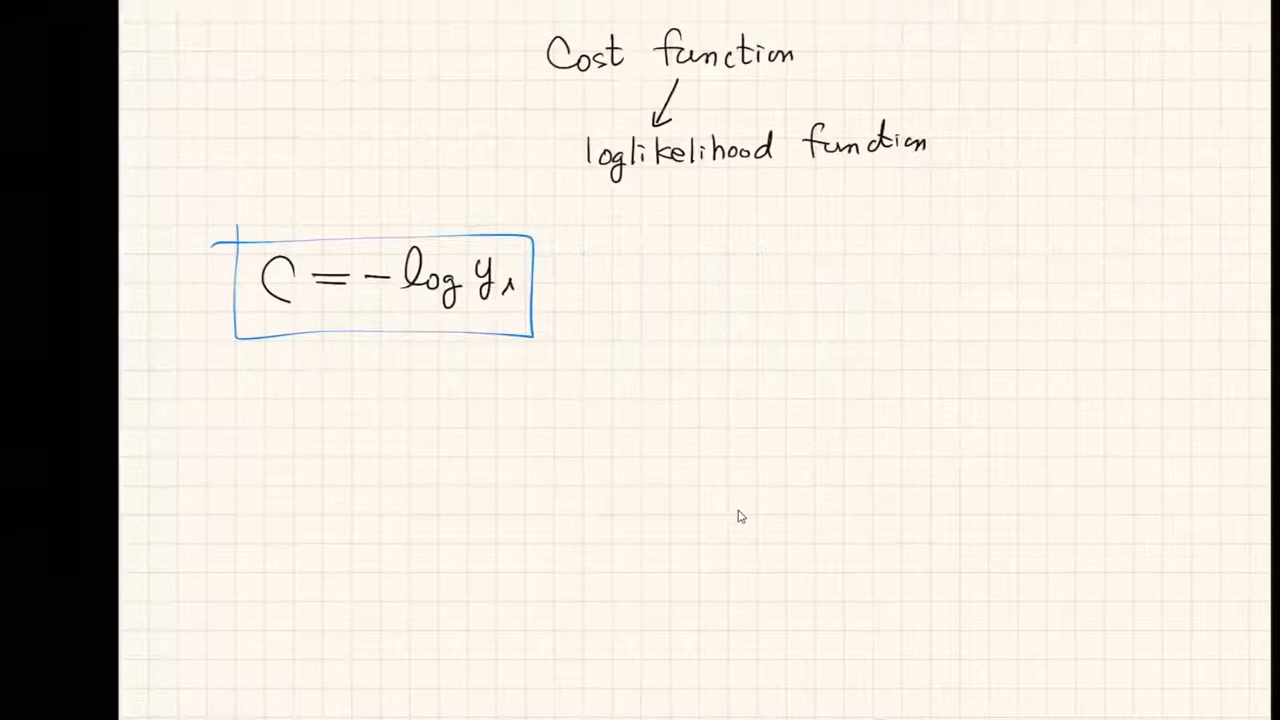 Cost function
loglikelihood function
C = - log y